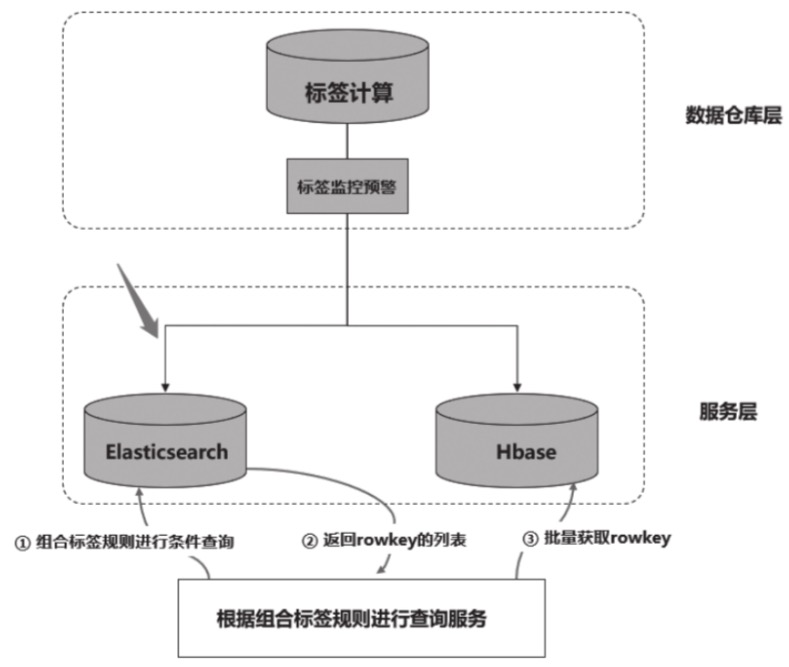 标签计算
数据仓库层
标签监控预警
服务层
Elasticsearch
Hbase
① 组合标签规则进行条件查询
② 返回rowkey的列表
③ 批量获取rowkey
根据组合标签规则进行查询服务